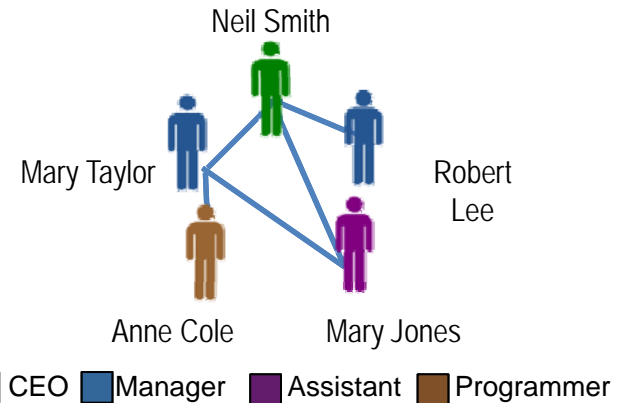 Neil Smith
Mary Taylor
Robert
Lee
Anne Cole
Mary Jones
CEO Manager Assistant Programmer